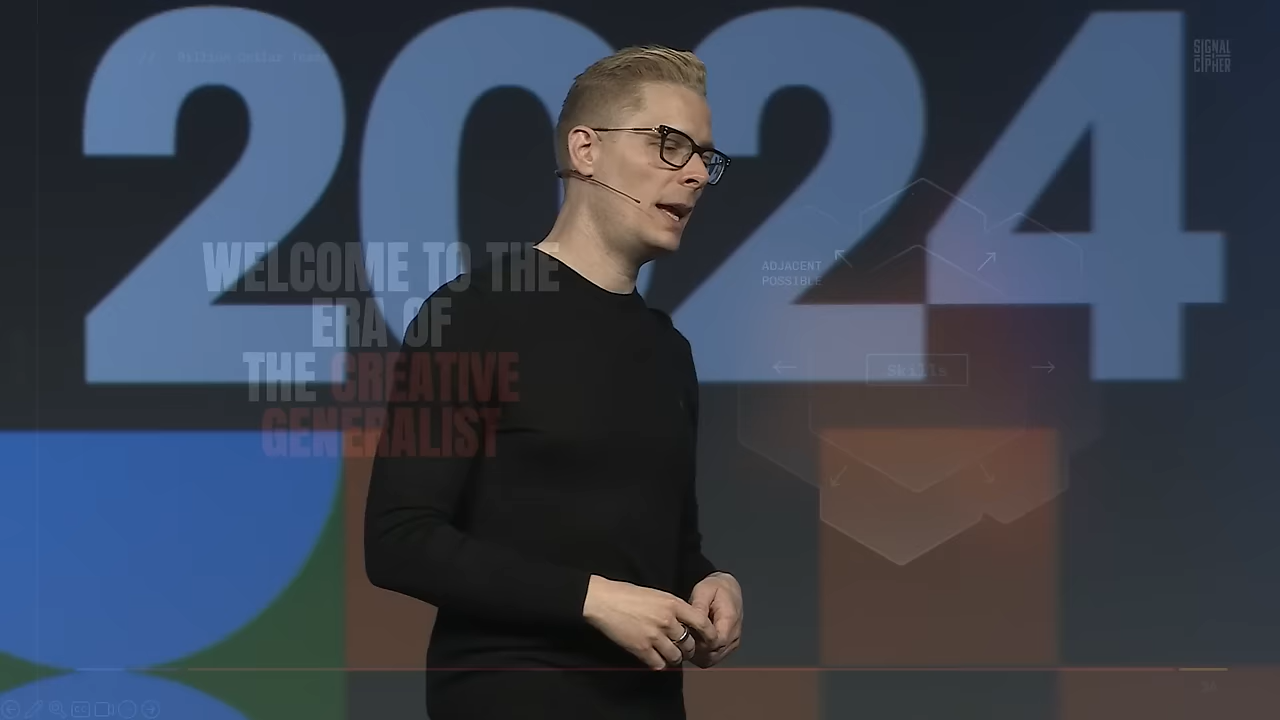 2024
SIGNAL
CIPHER
WELCOME TO THE
ERA OF
THE CREATIVE
GENERALIST
ADJACENT
POSSIBLE
Skills